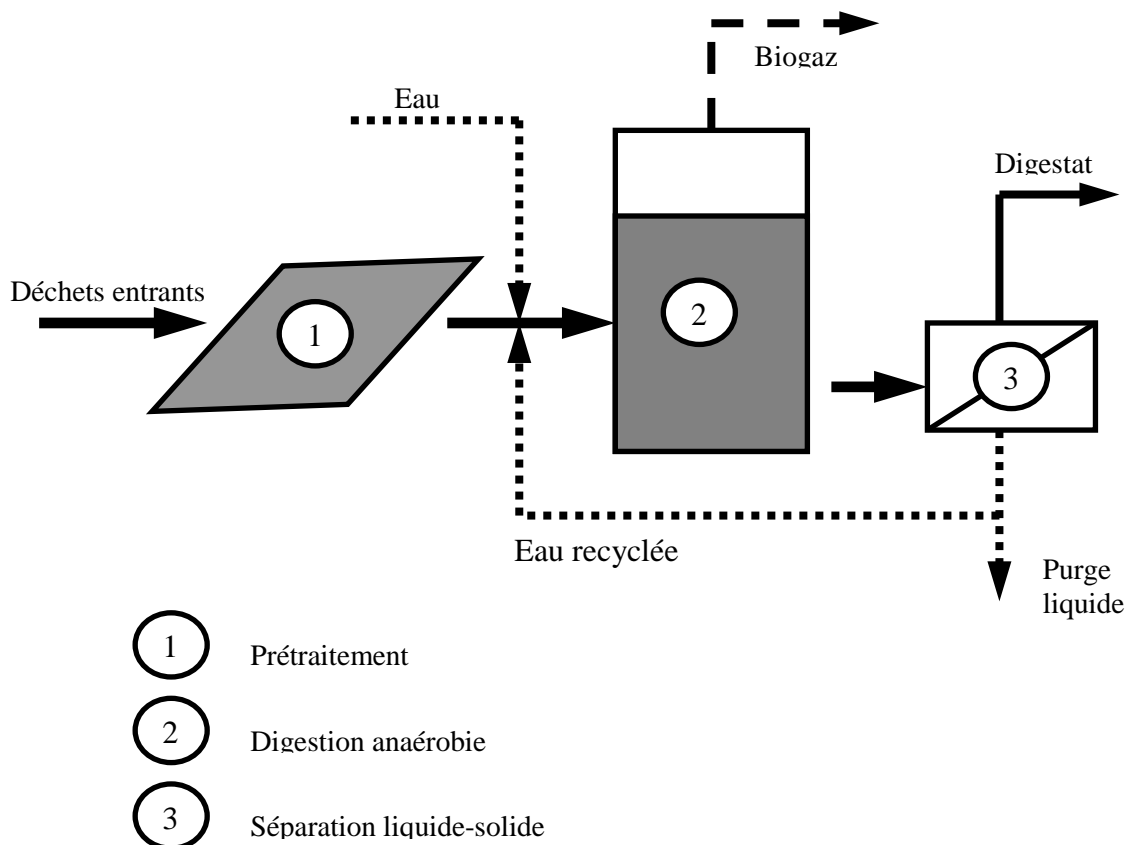 Biogaz
Eau
Digestat
Déchets entrants
1
2
3
Eau recyclée
Purge
liquide
1 Prétraitement
2 Digestion anaérobie
3 Séparation liquide-solide